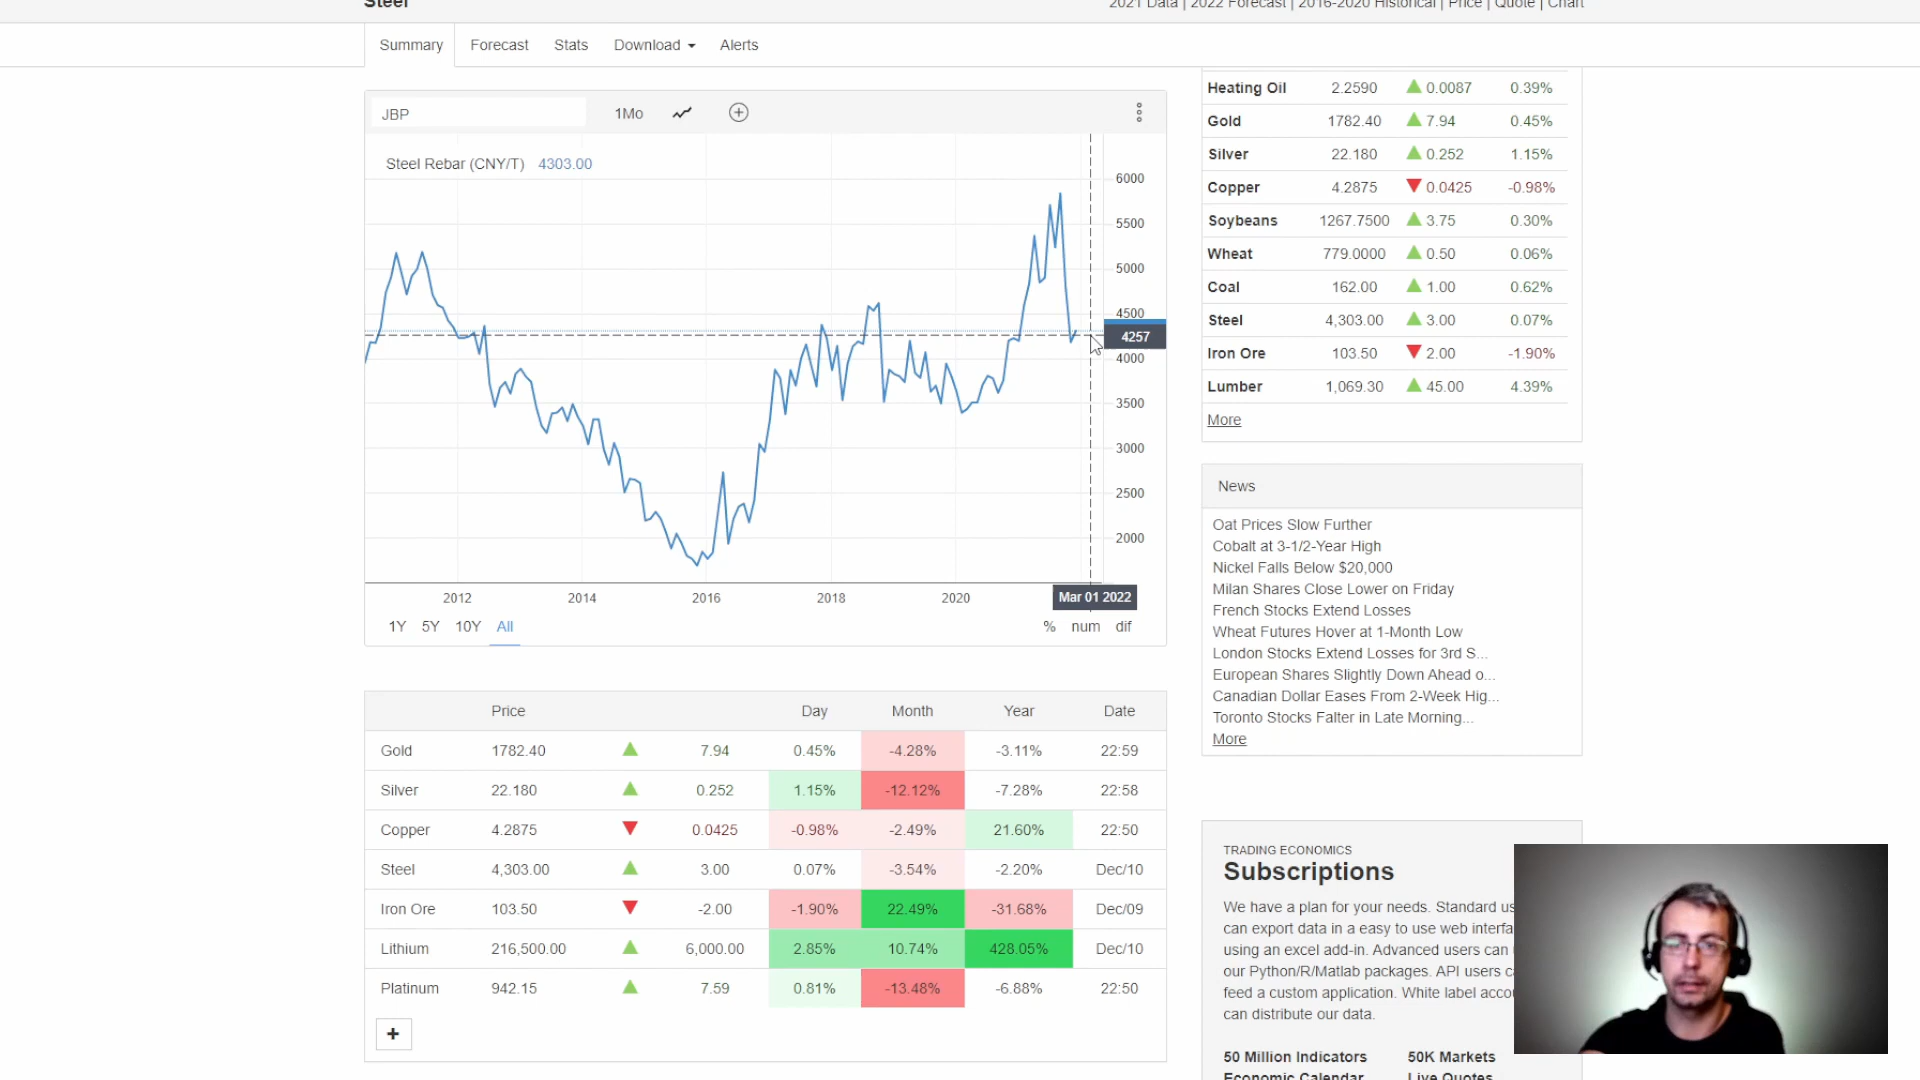 Steel
2021 Data | 2022 Forecast | 2016-2020 Historical | Price | Quote | Chart
Summary Forecast Stats Download Alerts
JBP 1Mo
Steel Rebar (CNY/T) 4303.00
6000
5500
5000
4500
4257
4000
3500
3000
2500
2000
2012 2014 2016 2018 2020 Mar 01 2022
1Y 5Y 10Y All % num dif
Price Day Month Year Date
Gold 1782.40 7.94 0.45% -4.28% -3.11% 22:59
Silver 22.180 0.252 1.15% -12.12% -7.28% 22:58
Copper 4.2875 0.0425 -0.98% -2.49% 21.60% 22:50
Steel 4,303.00 3.00 0.07% -3.54% -2.20% Dec/10
Iron Ore 103.50 -2.00 -1.90% 22.49% -31.68% Dec/09
Lithium 216,500.00 6,000.00 2.85% 10.74% 428.05% Dec/10
Platinum 942.15 7.59 0.81% -13.48% -6.88% 22:50
+
Heating Oil 2.2590 0.0087 0.39%
Gold 1782.40 7.94 0.45%
Silver 22.180 0.252 1.15%
Copper 4.2875 0.0425 -0.98%
Soybeans 1267.7500 3.75 0.30%
Wheat 779.0000 0.50 0.06%
Coal 162.00 1.00 0.62%
Steel 4,303.00 3.00 0.07%
Iron Ore 103.50 2.00 -1.90%
Lumber 1,069.30 45.00 4.39%
More
News
Oat Prices Slow Further
Cobalt at 3-1/2-Year High
Nickel Falls Below $20,000
Milan Shares Close Lower on Friday
French Stocks Extend Losses
Wheat Futures Hover at 1-Month Low
London Stocks Extend Losses for 3rd S...
European Shares Slightly Down Ahead o...
Canadian Dollar Eases From 2-Week Hig...
Toronto Stocks Falter in Late Morning...
More
TRADING ECONOMICS
Subscriptions
We have a plan for your needs. Standard us
can export data in a easy to use web interfa
using an excel add-in. Advanced users can
our Python/R/Matlab packages. API users c
feed a custom application. White label acco
can distribute our data.
50 Million Indicators 50K Markets
Economic Calendar Live Quotes